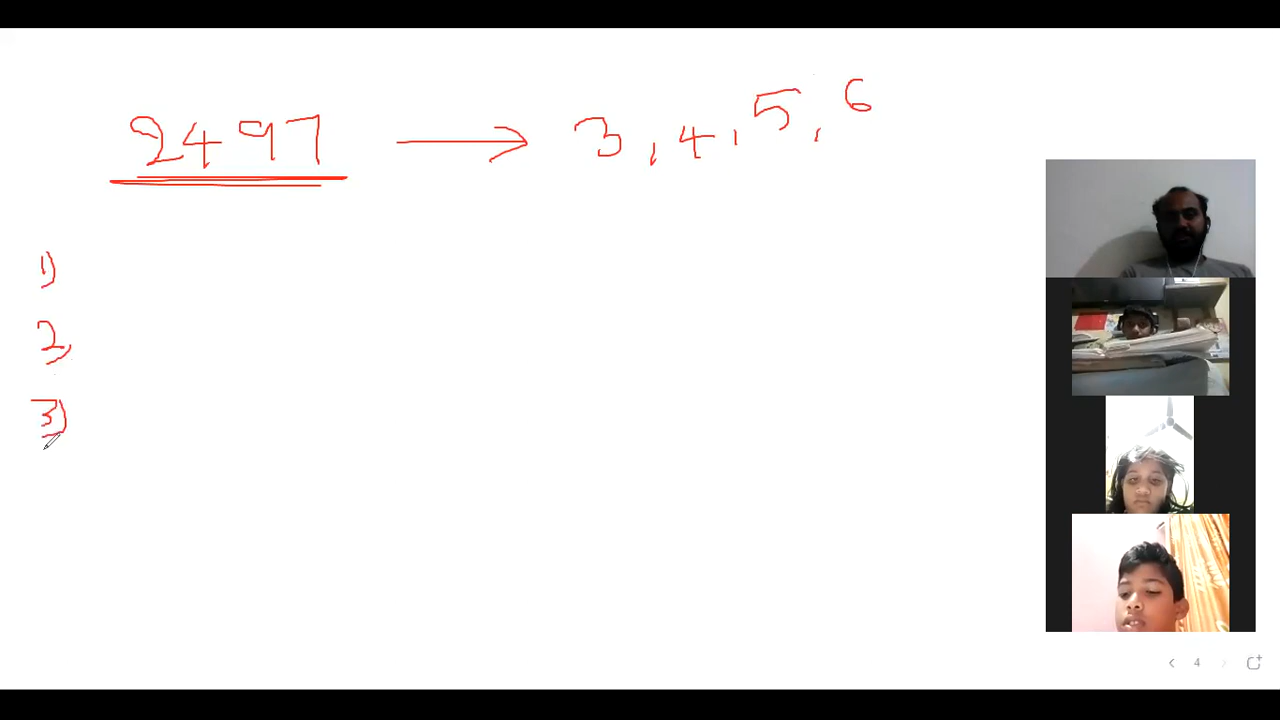 2497 → 3, 4, 5, 6
1)
2,
3)
< 4 >